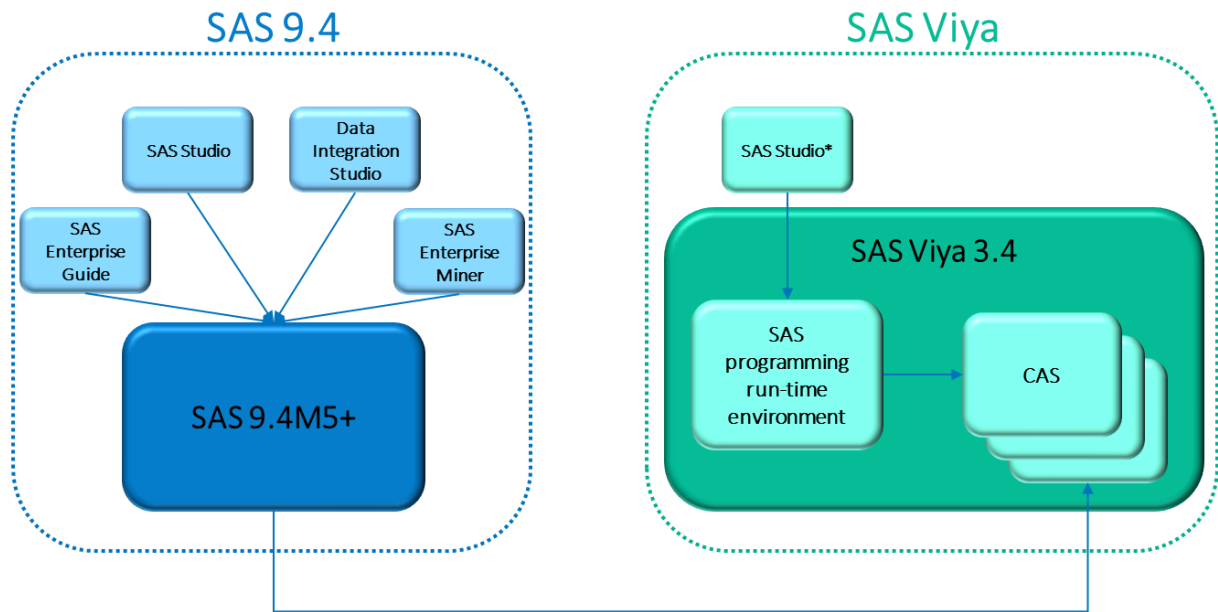 SAS 9.4
SAS Viya
SAS Studio
Data
Integration
Studio
SAS
Enterprise
Guide
SAS
Enterprise
Miner
SAS 9.4M5+
SAS Studio*
SAS Viya 3.4
SAS
programming
run-time
environment
CAS